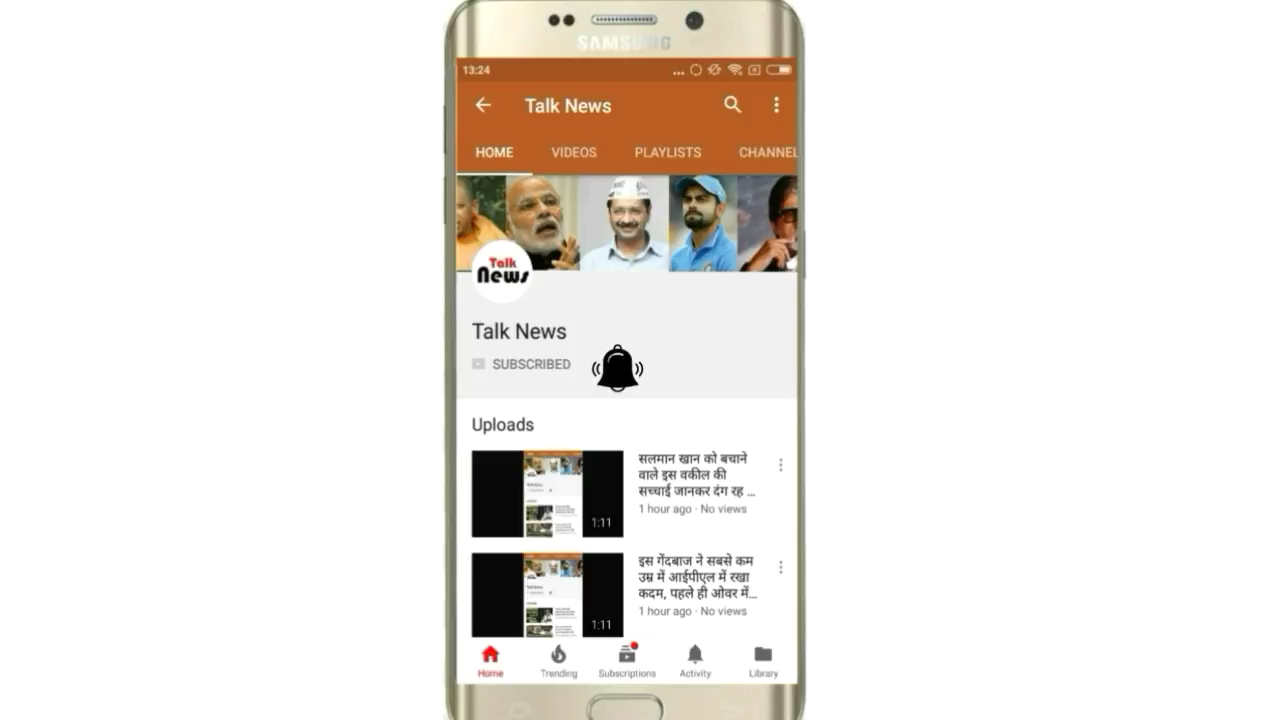 SAMSUNG
13:24
Talk News
HOME VIDEOS PLAYLISTS CHANNEL
Talk
News
Talk News
SUBSCRIBED
Uploads
सलमान खान को बचाने
वाले इस वकील की
सच्चाई जानकर दंग रह ...
1 hour ago · No views
1:11
इस गेंदबाज ने सबसे कम
उम्र में आईपीएल में रखा
कदम, पहले ही ओवर में...
1 hour ago · No views
1:11
Home Trending Subscriptions Activity Library